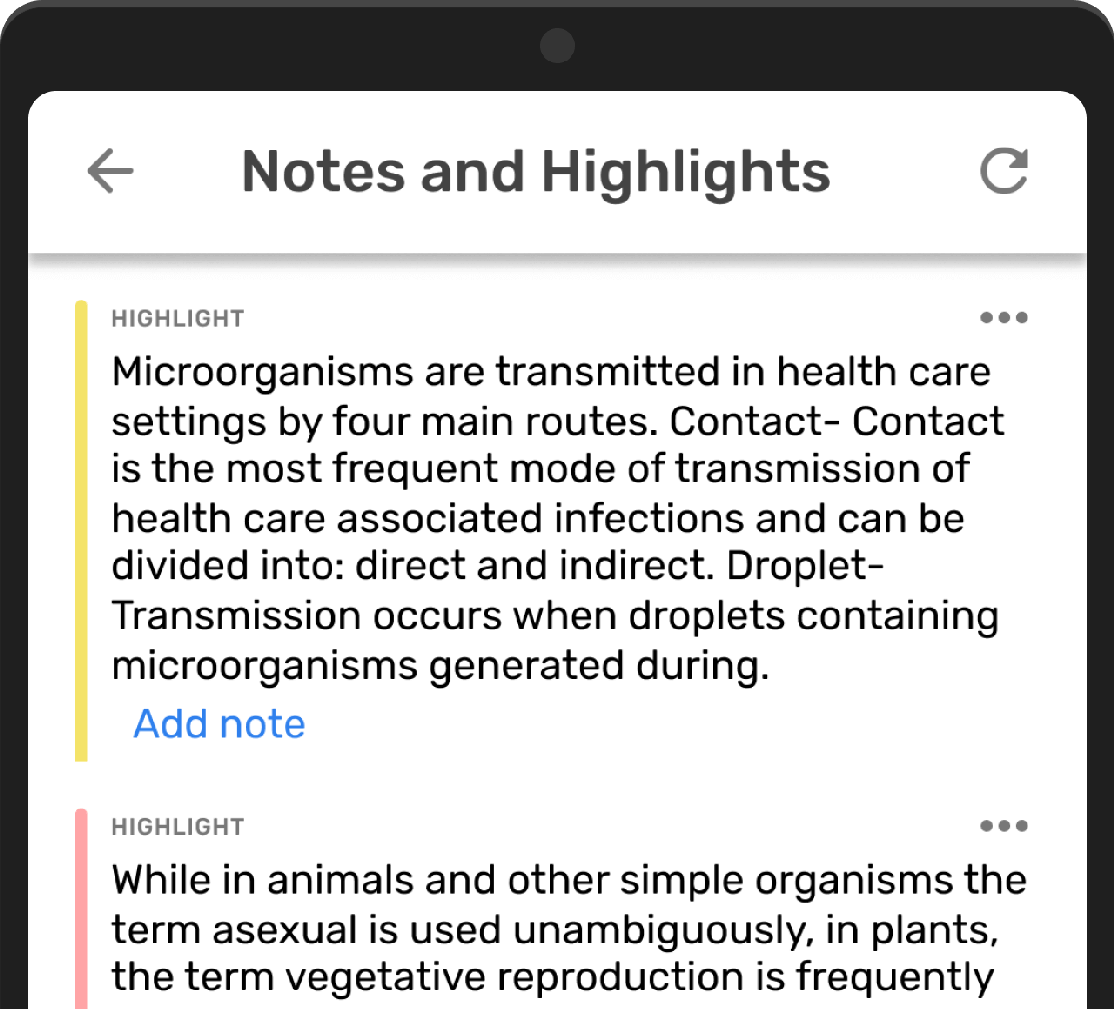 Notes and Highlights
HIGHLIGHT
Microorganisms are transmitted in health care
settings by four main routes. Contact- Contact
is the most frequent mode of transmission of
health care associated infections and can be
divided into: direct and indirect. Droplet-
Transmission occurs when droplets containing
microorganisms generated during.
Add note
HIGHLIGHT
While in animals and other simple organisms the
term asexual is used unambiguously, in plants,
the term vegetative reproduction is frequently